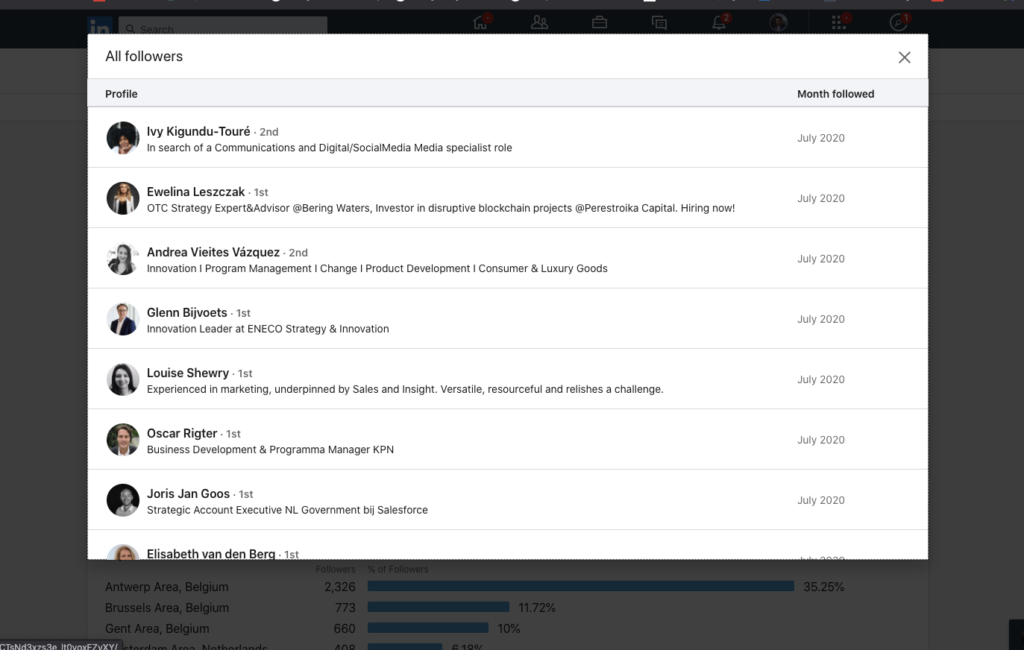 in
Search
2
1
All followers
Profile Month followed
Ivy Kigundu-Touré · 2nd
In search of a Communications and Digital/SocialMedia Media specialist role
July 2020
Ewelina Leszczak · 1st
OTC Strategy Expert&Advisor @Bering Waters, Investor in disruptive blockchain projects @Perestroika Capital. Hiring now!
July 2020
Andrea Vieites Vázquez · 2nd
Innovation I Program Management I Change I Product Development I Consumer & Luxury Goods
July 2020
Glenn Bijvoets · 1st
Innovation Leader at ENECO Strategy & Innovation
July 2020
Louise Shewry · 1st
Experienced in marketing, underpinned by Sales and Insight. Versatile, resourceful and relishes a challenge.
July 2020
Oscar Rigter · 1st
Business Development & Programma Manager KPN
July 2020
Joris Jan Goos · 1st
Strategic Account Executive NL Government bij Salesforce
July 2020
Elisabeth van den Berg · 1st
July 2020
Followers % of Followers
Antwerp Area, Belgium 2,326 35.25%
Brussels Area, Belgium 773 11.72%
Gent Area, Belgium 660 10%
Area, Netherlands 408 6.18%